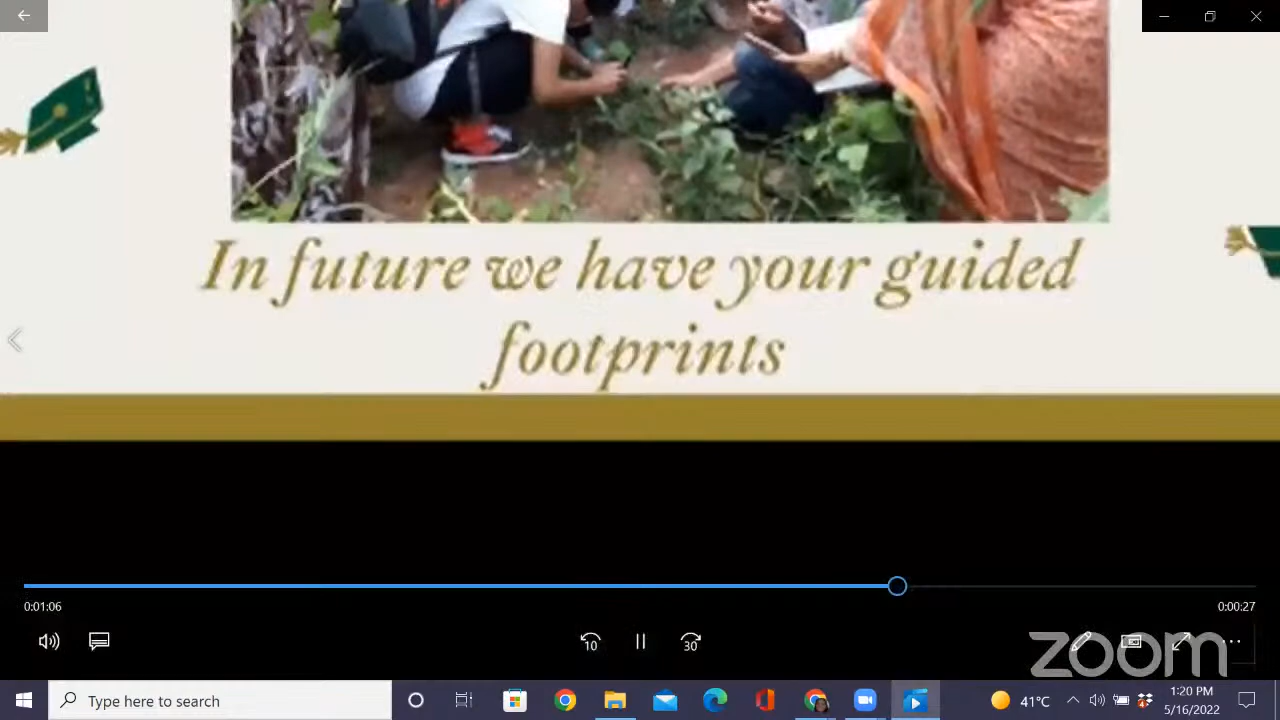 In future we have your guided
footprints
0:01:06
0:00:27
10
30
zoom
Type here to search
41°C
1:20 PM
5/16/2022